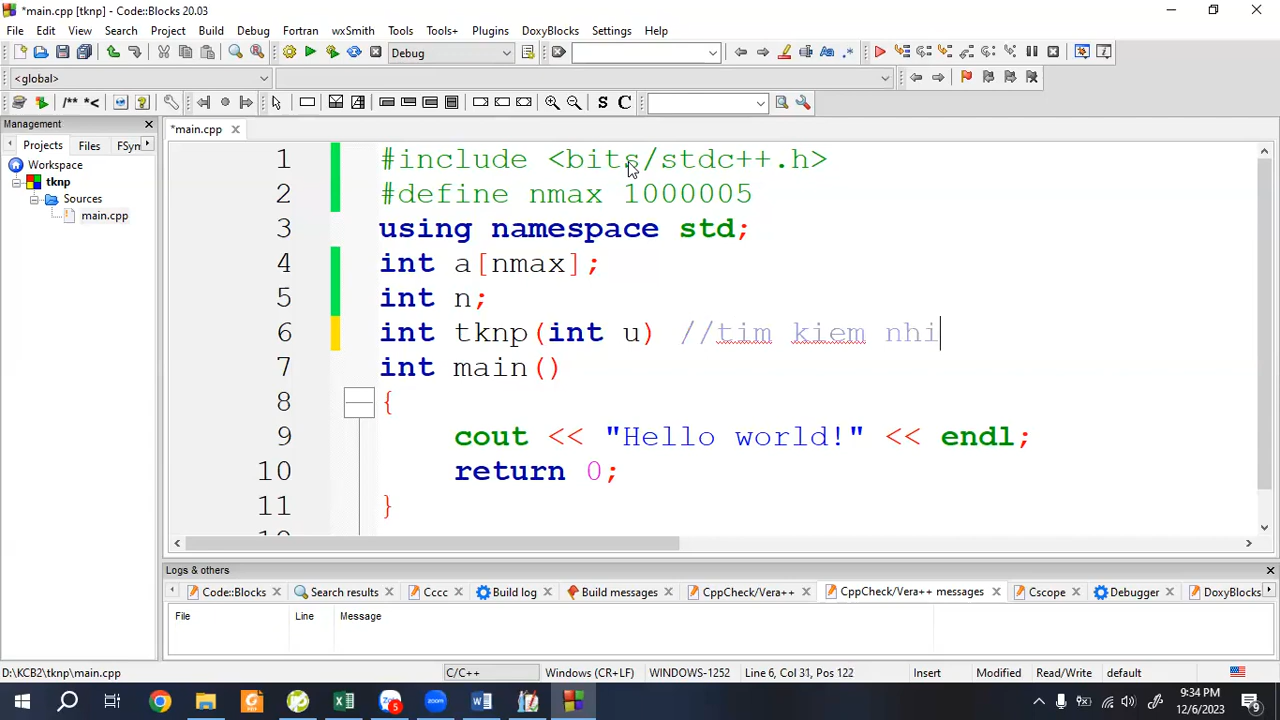 *main.cpp [tknp] - Code::Blocks 20.03
File Edit View Search Project Build Debug Fortran wxSmith Tools Tools+ Plugins DoxyBlocks Settings Help
Debug
<global>
/** *<
S C
Management
Projects Files FSym
Workspace
tknp
Sources
main.cpp
*main.cpp
1 #include <bits/stdc++.h>
2 #define nmax 1000005
3 using namespace std;
4 int a[nmax];
5 int n;
6 int tknp(int u) //tim kiem nhi
7 int main()
8 {
9 cout << "Hello world!" << endl;
10 return 0;
11 }
Logs & others
Code::Blocks Search results Cccc Build log Build messages CppCheck/Vera++ CppCheck/Vera++ messages Cscope Debugger DoxyBlocks
File Line Message
D:\KCB2\tknp\main.cpp C/C++ Windows (CR+LF) WINDOWS-1252 Line 6, Col 31, Pos 122 Insert Modified Read/Write default
9:34 PM
12/6/2023